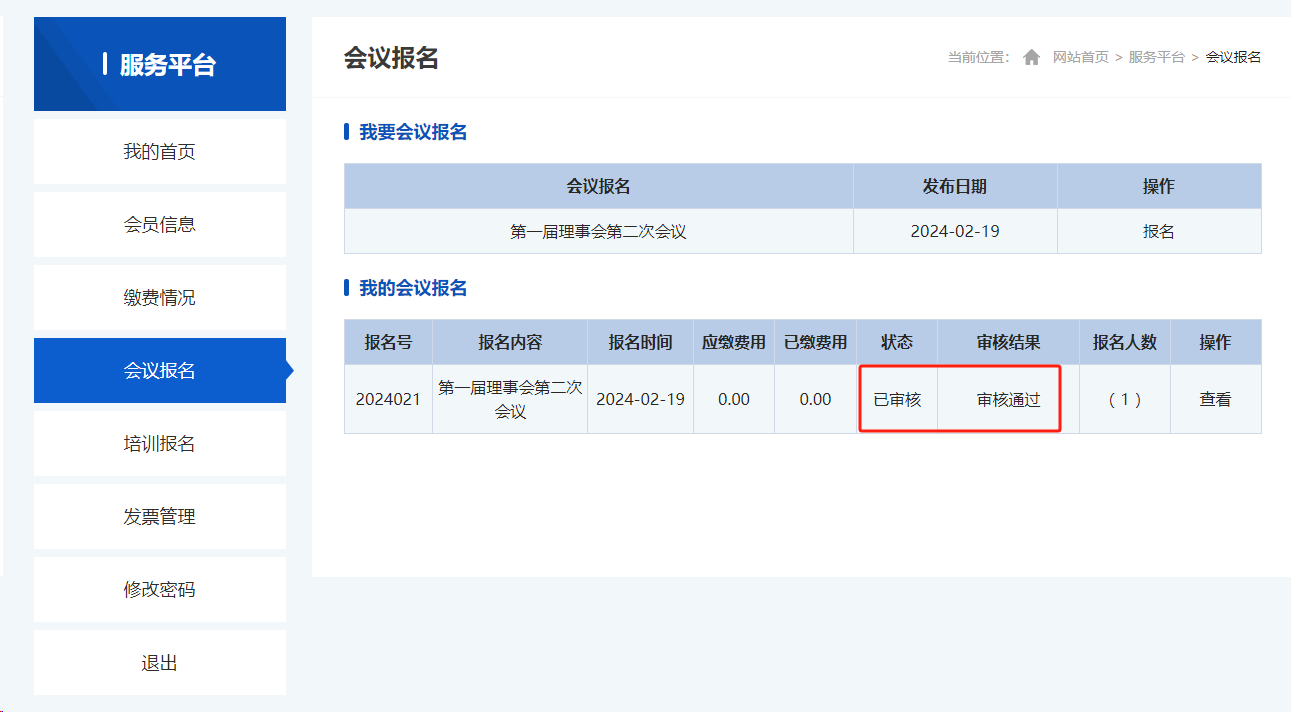 服务平台
我的首页
会员信息
缴费情况
会议报名
培训报名
发票管理
修改密码
退出
会议报名
当前位置： 网站首页 > 服务平台 > 会议报名
我要会议报名
会议报名 发布日期 操作
第一届理事会第二次会议 2024-02-19 报名
我的会议报名
报名号 报名内容 报名时间 应缴费用 已缴费用 状态 审核结果 报名人数 操作
2024021 第一届理事会第二次
会议 2024-02-19 0.00 0.00 已审核 审核通过 （ 1 ） 查看